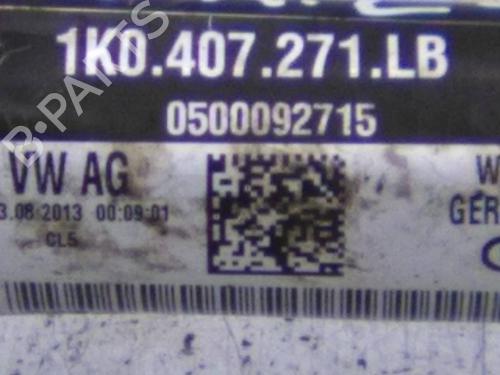 1K0.407.271.LB
0500092715
VW AG
3.08.2013 00:09:01
CL5
GER
B-PARTS